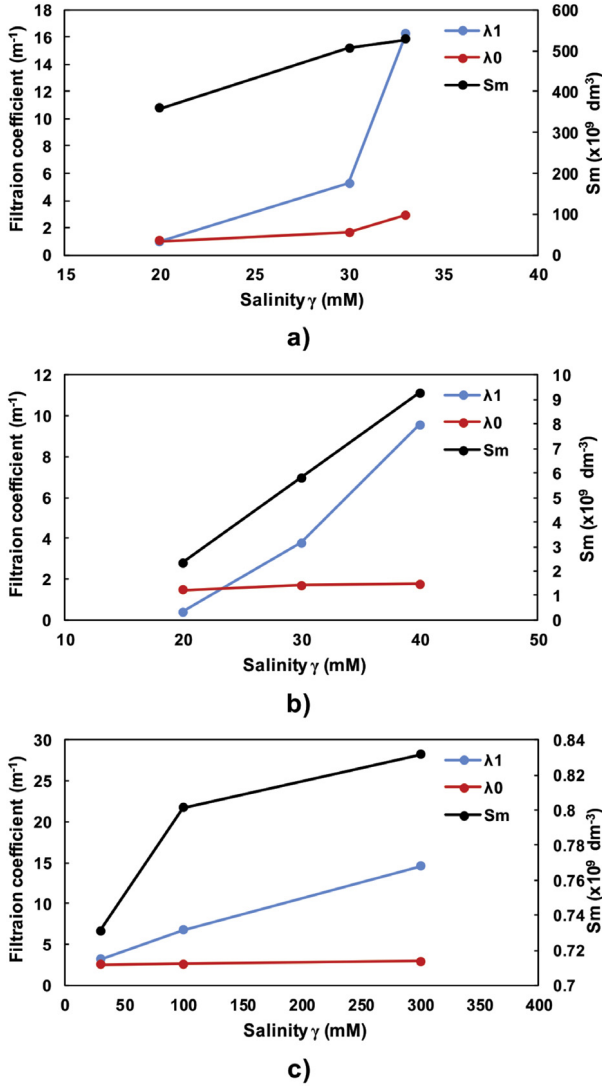 18
16
14
12
10
8
6
4
2
0
Filtraion coefficient (m⁻¹)
600
500
400
300
200
100
0
Sm (x10⁹ dm³)
λ1
λ0
Sm
15 20 25 30 35 40
Salinity γ (mM)
a)
12
10
8
6
4
2
0
Filtraion coefficient (m⁻¹)
10
9
8
7
6
5
4
3
2
1
0
Sm (x10⁹ dm⁻³)
λ1
λ0
Sm
10 20 30 40 50
Salinity γ (mM)
b)
30
25
20
15
10
5
0
Filtraion coefficient (m⁻¹)
0.84
0.82
0.8
0.78
0.76
0.74
0.72
0.7
Sm (x10⁹ dm⁻³)
λ1
λ0
Sm
0 50 100 150 200 250 300 350 400
Salinity γ (mM)
c)